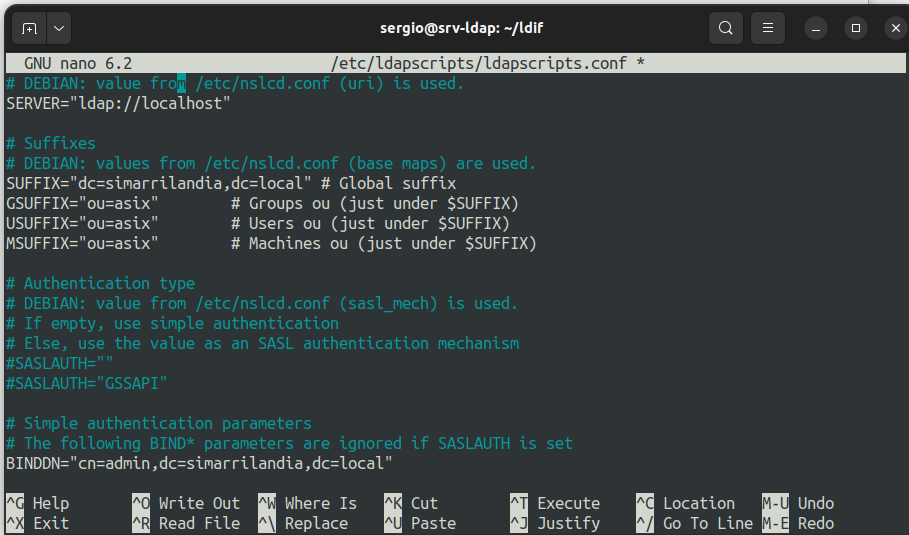 sergio@srv-ldap: ~/ldif
GNU nano 6.2 /etc/ldapscripts/ldapscripts.conf *
# DEBIAN: value from /etc/nslcd.conf (uri) is used.
SERVER="ldap://localhost"
# Suffixes
# DEBIAN: values from /etc/nslcd.conf (base maps) are used.
SUFFIX="dc=simarrilandia,dc=local" # Global suffix
GSUFFIX="ou=asix" # Groups ou (just under $SUFFIX)
USUFFIX="ou=asix" # Users ou (just under $SUFFIX)
MSUFFIX="ou=asix" # Machines ou (just under $SUFFIX)
# Authentication type
# DEBIAN: value from /etc/nslcd.conf (sasl_mech) is used.
# If empty, use simple authentication
# Else, use the value as an SASL authentication mechanism
#SASLAUTH=""
#SASLAUTH="GSSAPI"
# Simple authentication parameters
# The following BIND* parameters are ignored if SASLAUTH is set
BINDDN="cn=admin,dc=simarrilandia,dc=local"
^G Help ^O Write Out ^W Where Is ^K Cut ^T Execute ^C Location M-U Undo
^X Exit ^R Read File ^\ Replace ^U Paste ^J Justify ^/ Go To Line M-E Redo